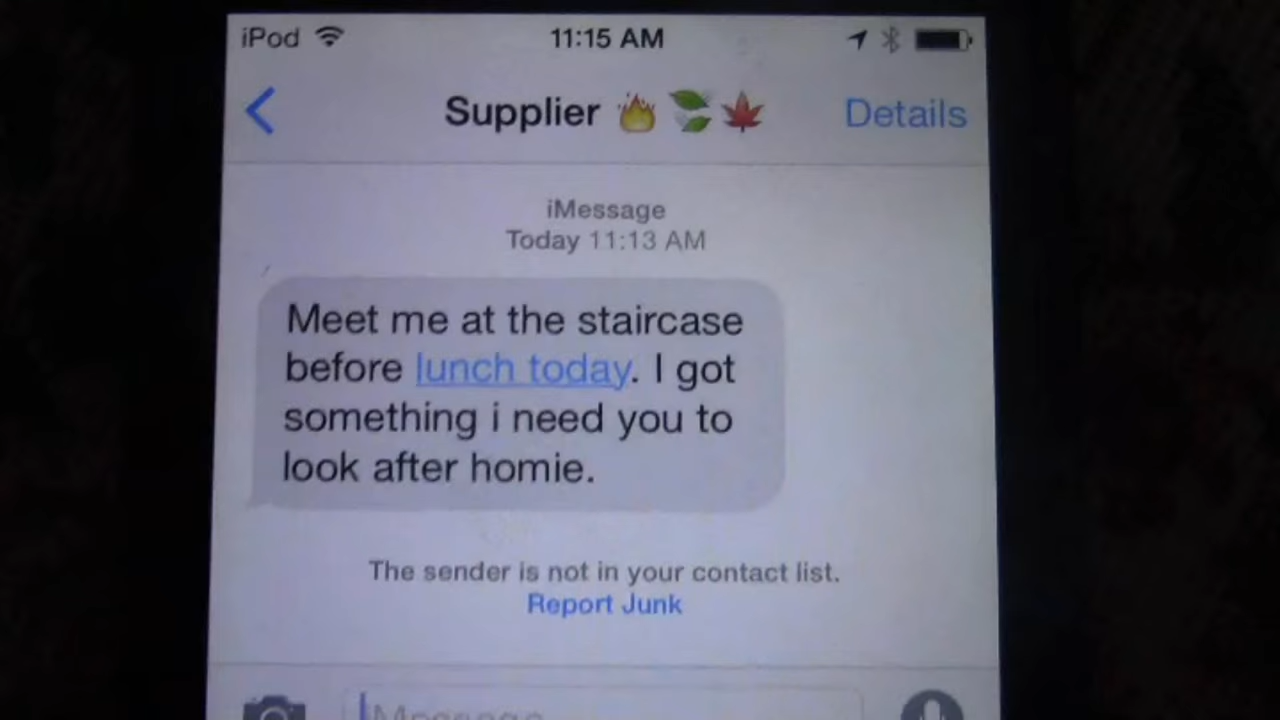 iPod 11:15 AM
Supplier 🔥🍃🍁 Details
iMessage
Today 11:13 AM
Meet me at the staircase
before lunch today. I got
something i need you to
look after homie.
The sender is not in your contact list.
Report Junk
iMessage